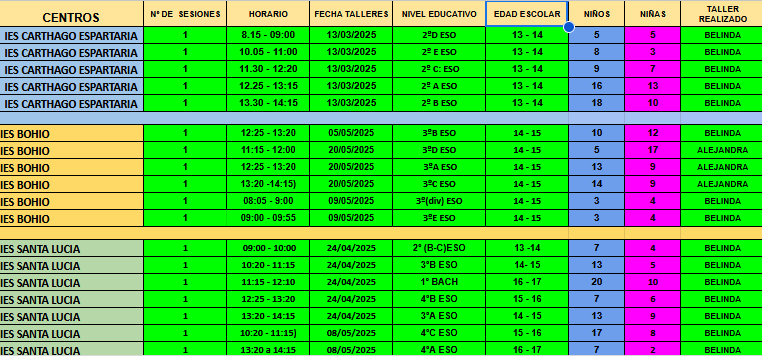 CENTROS Nº DE SESIONES HORARIO FECHA TALLERES NIVEL EDUCATIVO EDAD ESCOLAR NIÑOS NIÑAS TALLER REALIZADO
IES CARTHAGO ESPARTARIA 1 8.15 - 09:00 13/03/2025 2ºD ESO 13 - 14 5 5 BELINDA
IES CARTHAGO ESPARTARIA 1 10.05 - 11:00 13/03/2025 2º E ESO 13 - 14 8 3 BELINDA
IES CARTHAGO ESPARTARIA 1 11.30 - 12:20 13/03/2025 2º C: ESO 13 - 14 9 7 BELINDA
IES CARTHAGO ESPARTARIA 1 12.25 - 13:15 13/03/2025 2º A ESO 13 - 14 16 13 BELINDA
IES CARTHAGO ESPARTARIA 1 13.30 - 14:15 13/03/2025 2º B ESO 13 - 14 18 10 BELINDA
IES BOHIO 1 12:25 - 13:20 05/05/2025 3ºB ESO 14 - 15 10 12 BELINDA
IES BOHIO 1 11:15 - 12:00 20/05/2025 3ºD ESO 14 - 15 5 17 ALEJANDRA
IES BOHIO 1 12:25 - 13:20 20/05/2025 3ºA ESO 14 - 15 13 9 ALEJANDRA
IES BOHIO 1 13:20 -14:15) 20/05/2025 3ºC ESO 14 - 15 14 9 ALEJANDRA
IES BOHIO 1 08:05 - 9:00 09/05/2025 3º(div) ESO 14 - 15 3 4 BELINDA
IES BOHIO 1 09:00 - 09:55 09/05/2025 3ºE ESO 14 - 15 3 4 BELINDA
IES SANTA LUCIA 1 09:00 - 10:00 24/04/2025 2º (B-C)ESO 13 -14 7 4 BELINDA
IES SANTA LUCIA 1 10:20 - 11:15 24/04/2025 3ºB ESO 14- 15 13 5 BELINDA
IES SANTA LUCIA 1 11:15 - 12:10 24/04/2025 1º BACH 16 - 17 20 10 BELINDA
IES SANTA LUCIA 1 12:25 - 13:20 24/04/2025 4ºB ESO 15 - 16 7 6 BELINDA
IES SANTA LUCIA 1 13:20 - 14:15 24/04/2025 3ºA ESO 14 - 15 13 9 BELINDA
IES SANTA LUCIA 1 10:20 - 11:15) 08/05/2025 4ºC ESO 15 - 16 17 8 BELINDA
IES SANTA LUCIA 1 13:20 a 14:15 08/05/2025 4ºA ESO 16 - 17 7 2 BELINDA